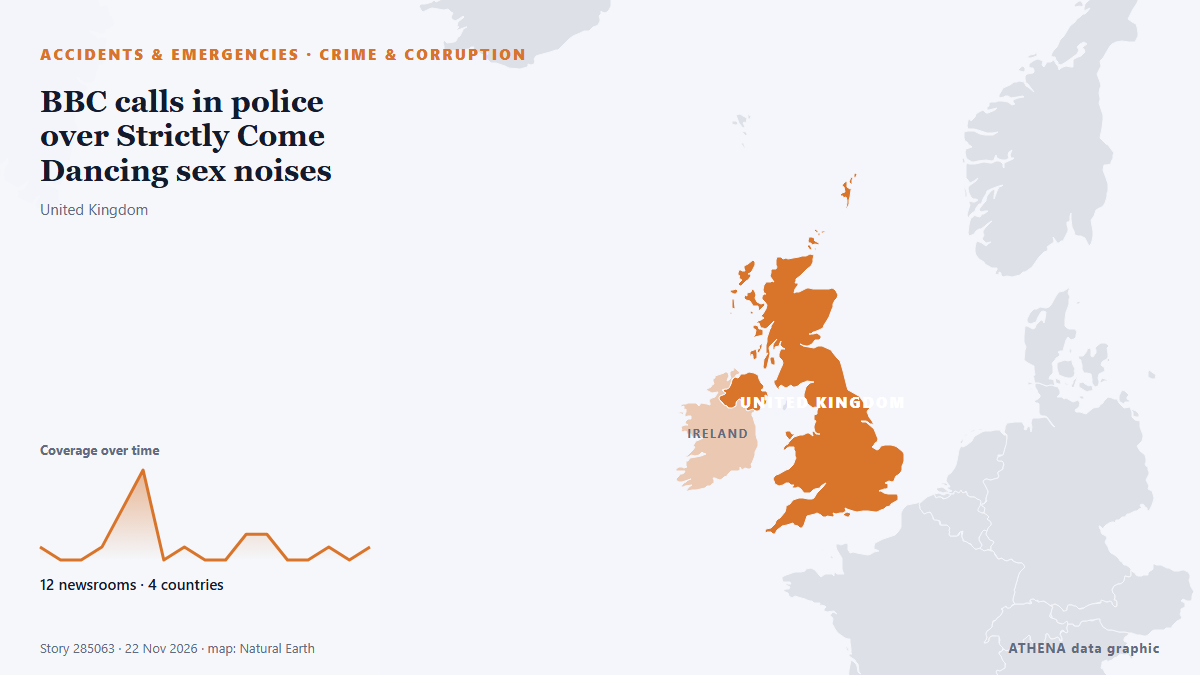 ACCIDENTS & EMERGENCIES · CRIME & CORRUPTION
BBC calls in police
over Strictly Come
Dancing sex noises
United Kingdom
UNITED KINGDOM
IRELAND
Coverage over time
12 newsrooms · 4 countries
Story 285063 · 22 Nov 2026 · map: Natural Earth
ATHENA data graphic